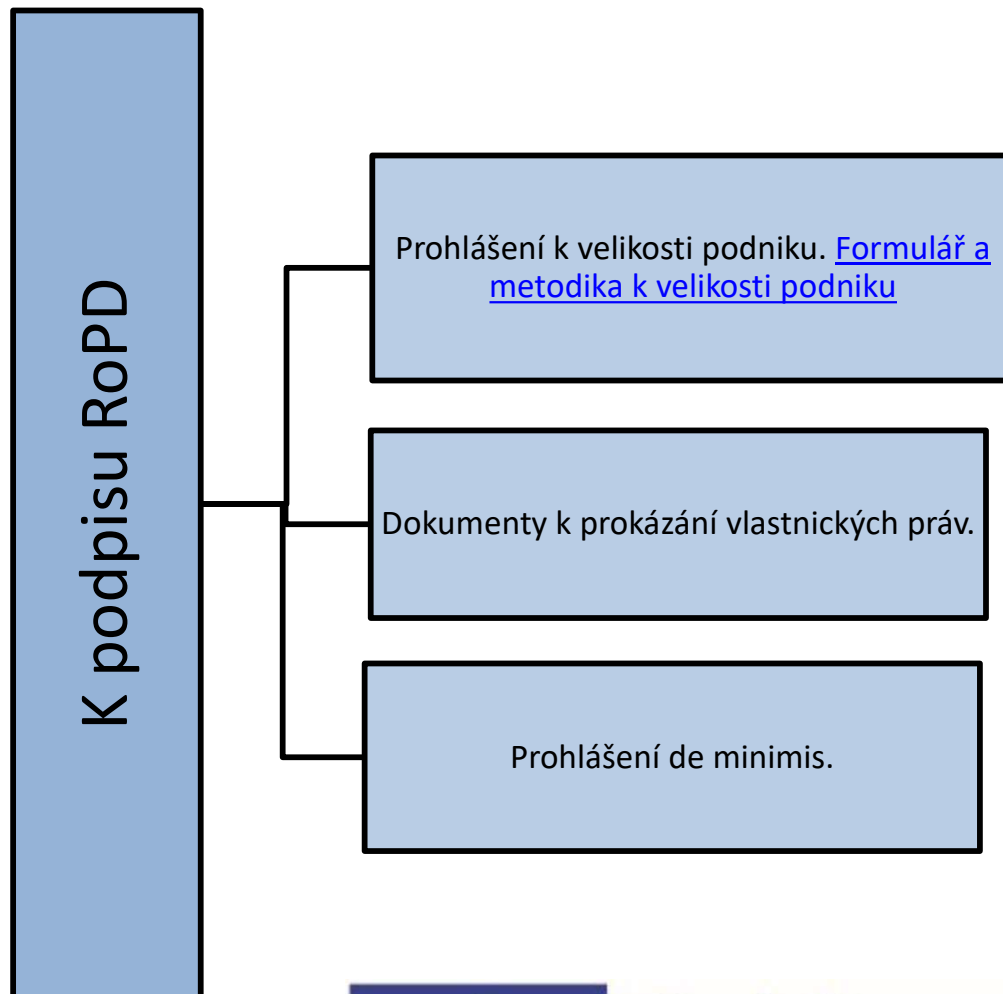 K podpisu RoPD
Prohlášení k velikosti podniku. Formulář a
metodika k velikosti podniku
Dokumenty k prokázání vlastnických práv.
Prohlášení de minimis.